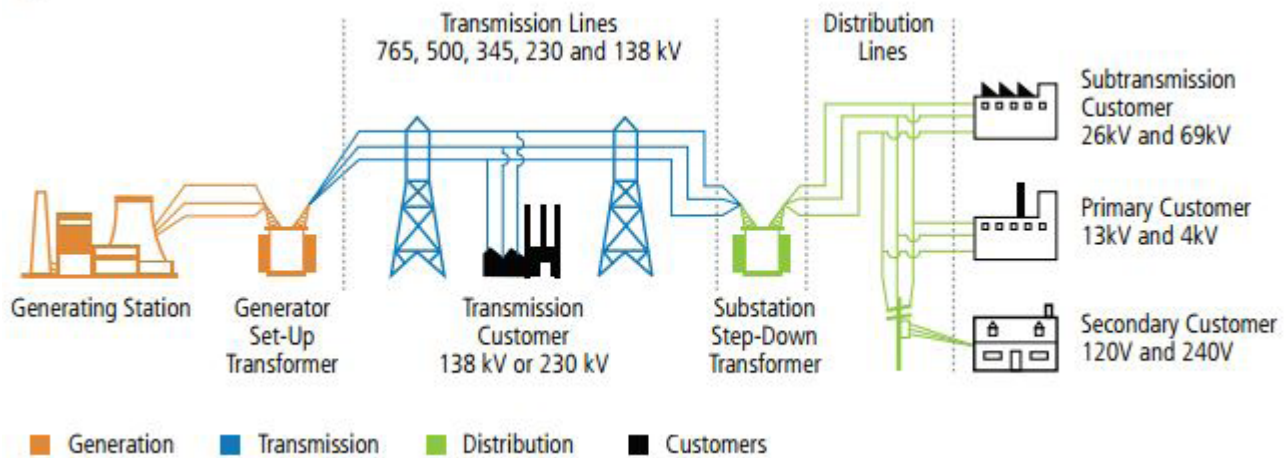 Transmission Lines
765, 500, 345, 230 and 138 kV
Distribution
Lines
Subtransmission
Customer
26kV and 69kV
Primary Customer
13kV and 4kV
Secondary Customer
120V and 240V
Generating Station
Generator
Set-Up
Transformer
Transmission
Customer
138 kV or 230 kV
Substation
Step-Down
Transformer
Generation
Transmission
Distribution
Customers